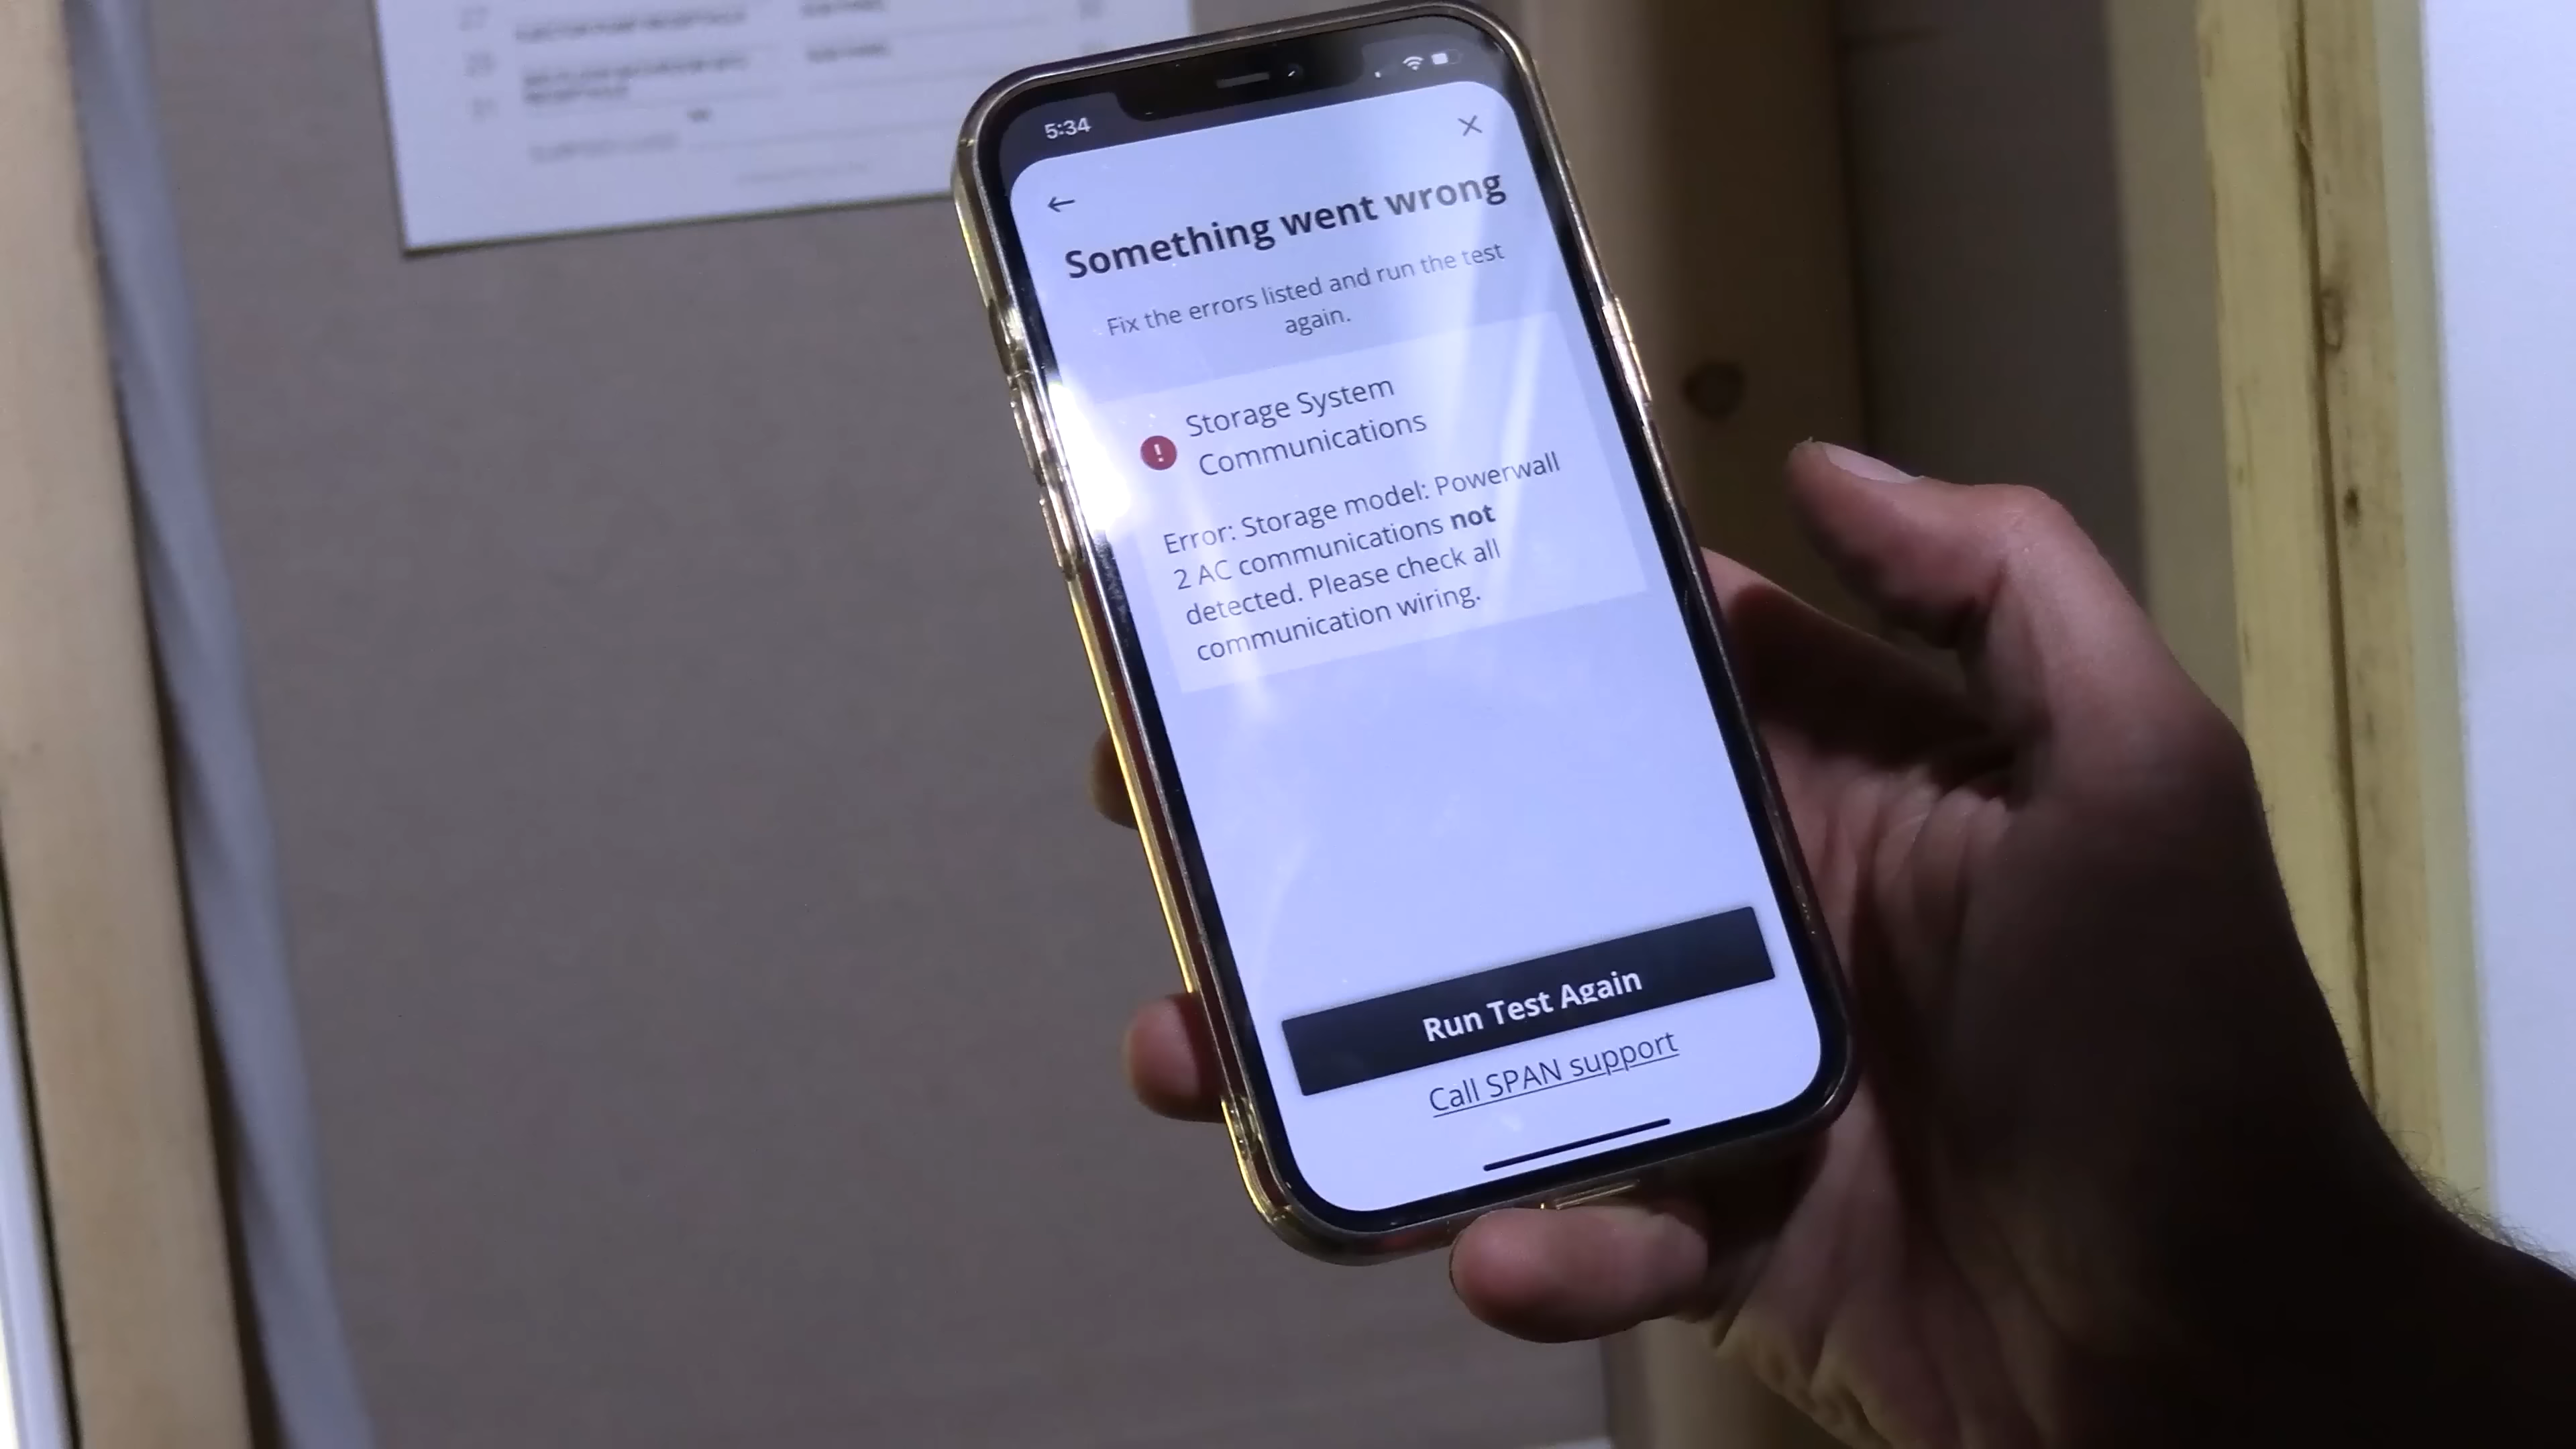 5:34
Something went wrong
Fix the errors listed and run the test
again.
Storage System
Communications
Error: Storage model: Powerwall
2 AC communications not
detected. Please check all
communication wiring.
Run Test Again
Call SPAN support